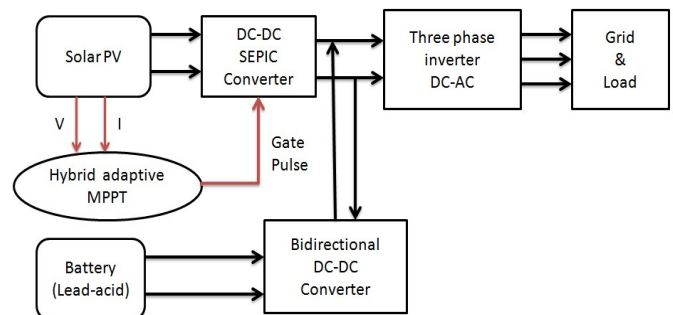 Solar PV
DC-DC
SEPIC
Converter
Three phase
inverter
DC-AC
Grid
&
Load
V
I
Gate
Pulse
Hybrid adaptive
MPPT
Battery
(Lead-acid)
Bidirectional
DC-DC
Converter